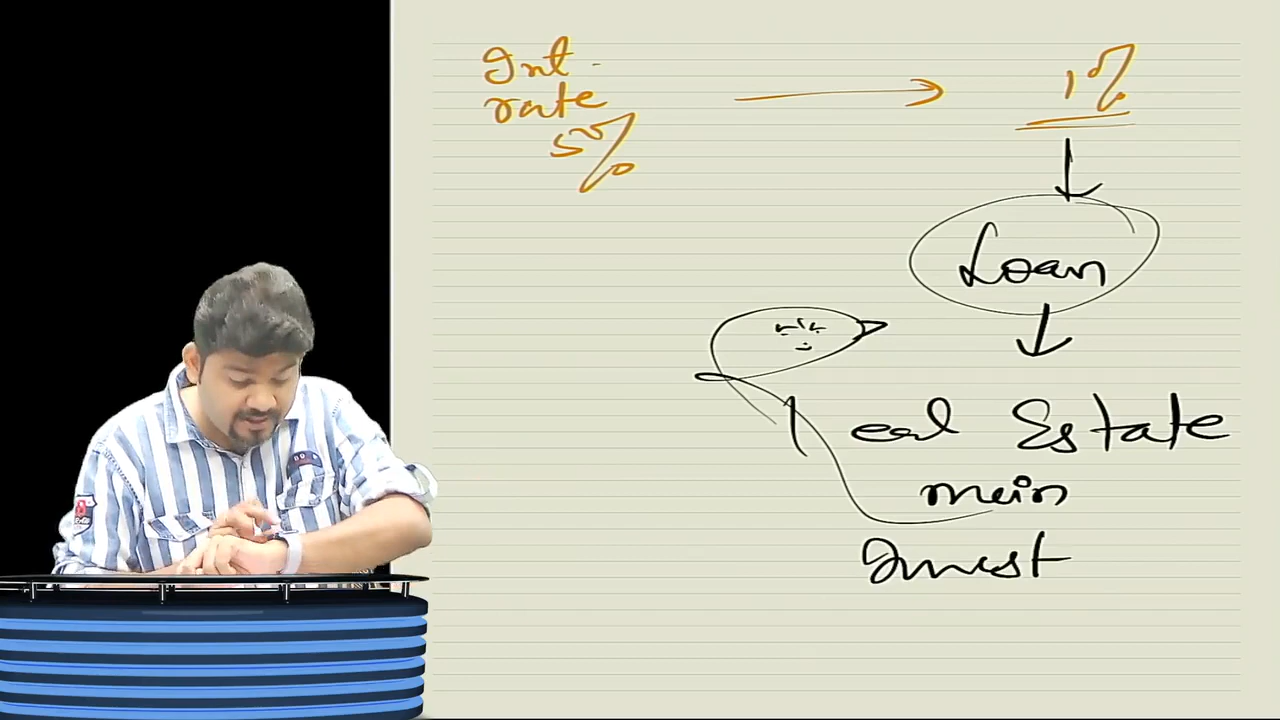 Int.
rate
5%
1%
Loan
Real Estate
mein
Invest